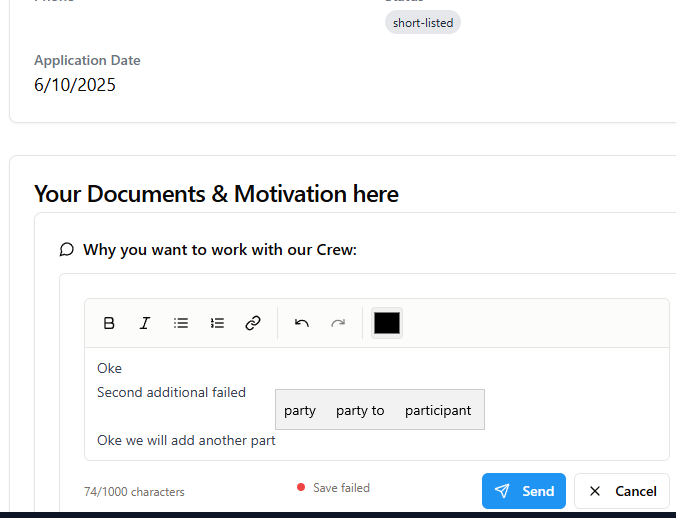 short-listed
Application Date
6/10/2025
Your Documents & Motivation here
Why you want to work with our Crew:
B I
Oke
Second additional failed
party party to participant
Oke we will add another part
74/1000 characters
Save failed
Send
Cancel